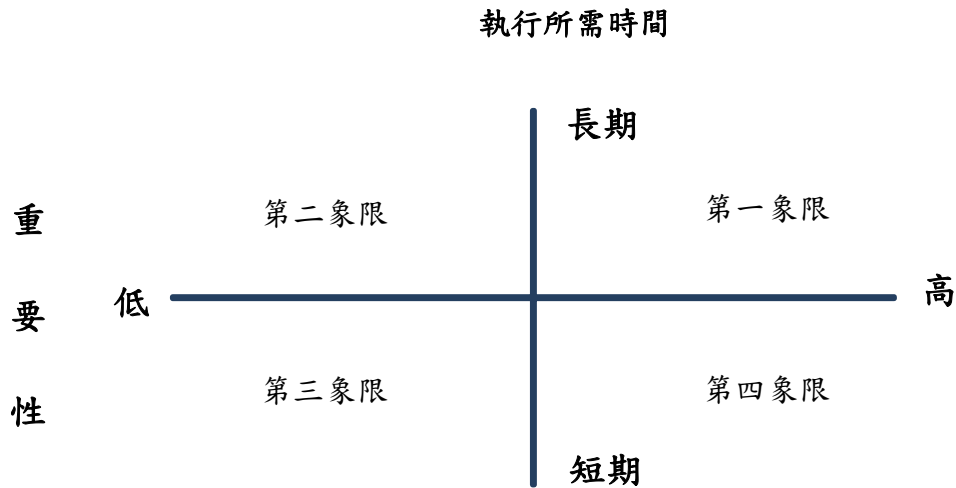 執行所需時間
長期
第二象限
第一象限
重要性
低
高
第三象限
第四象限
短期